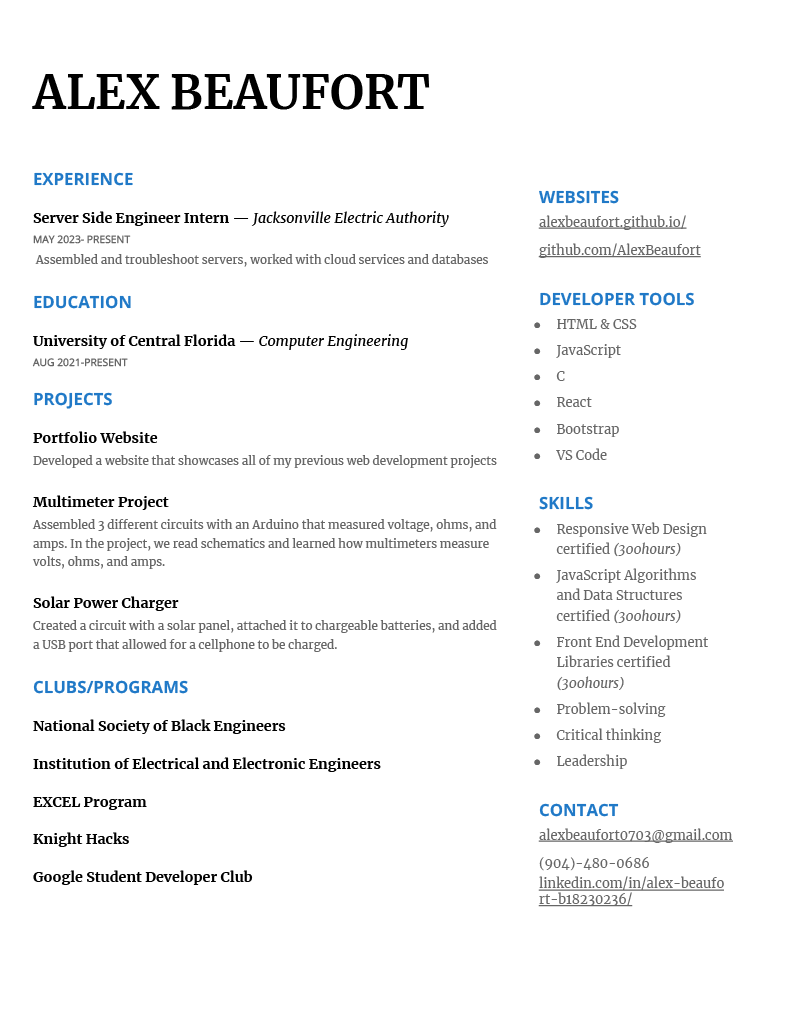 ALEX BEAUFORT
EXPERIENCE
Server Side Engineer Intern — Jacksonville Electric Authority
MAY 2023- PRESENT
Assembled and troubleshoot servers, worked with cloud services and databases
EDUCATION
University of Central Florida — Computer Engineering
AUG 2021-PRESENT
PROJECTS
Portfolio Website
Developed a website that showcases all of my previous web development projects
Multimeter Project
Assembled 3 different circuits with an Arduino that measured voltage, ohms, and
amps. In the project, we read schematics and learned how multimeters measure
volts, ohms, and amps.
Solar Power Charger
Created a circuit with a solar panel, attached it to chargeable batteries, and added
a USB port that allowed for a cellphone to be charged.
CLUBS/PROGRAMS
National Society of Black Engineers
Institution of Electrical and Electronic Engineers
EXCEL Program
Knight Hacks
Google Student Developer Club
WEBSITES
alexbeaufort.github.io/
github.com/AlexBeaufort
DEVELOPER TOOLS
● HTML & CSS
● JavaScript
● C
● React
● Bootstrap
● VS Code
SKILLS
● Responsive Web Design
certified (300hours)
● JavaScript Algorithms
and Data Structures
certified (300hours)
● Front End Development
Libraries certified
(300hours)
● Problem-solving
● Critical thinking
● Leadership
CONTACT
alexbeaufort0703@gmail.com
(904)-480-0686
linkedin.com/in/alex-beaufo
rt-b18230236/